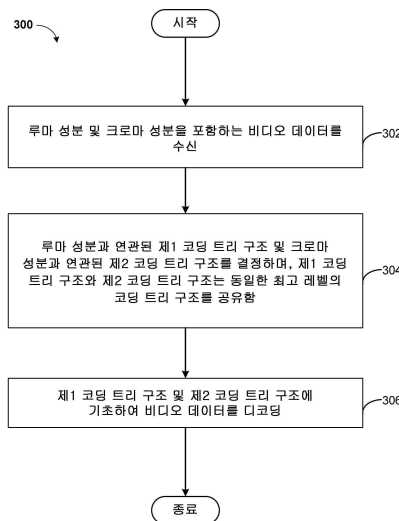 300
시작
루마 성분 및 크로마 성분을 포함하는 비디오 데이터를
수신
302
루마 성분과 연관된 제1 코딩 트리 구조 및 크로마
성분과 연관된 제2 코딩 트리 구조를 결정하며, 제1 코딩
트리 구조와 제2 코딩 트리 구조는 동일한 최고 레벨의
코딩 트리 구조를 공유함
304
제1 코딩 트리 구조 및 제2 코딩 트리 구조에
기초하여 비디오 데이터를 디코딩
306
종료